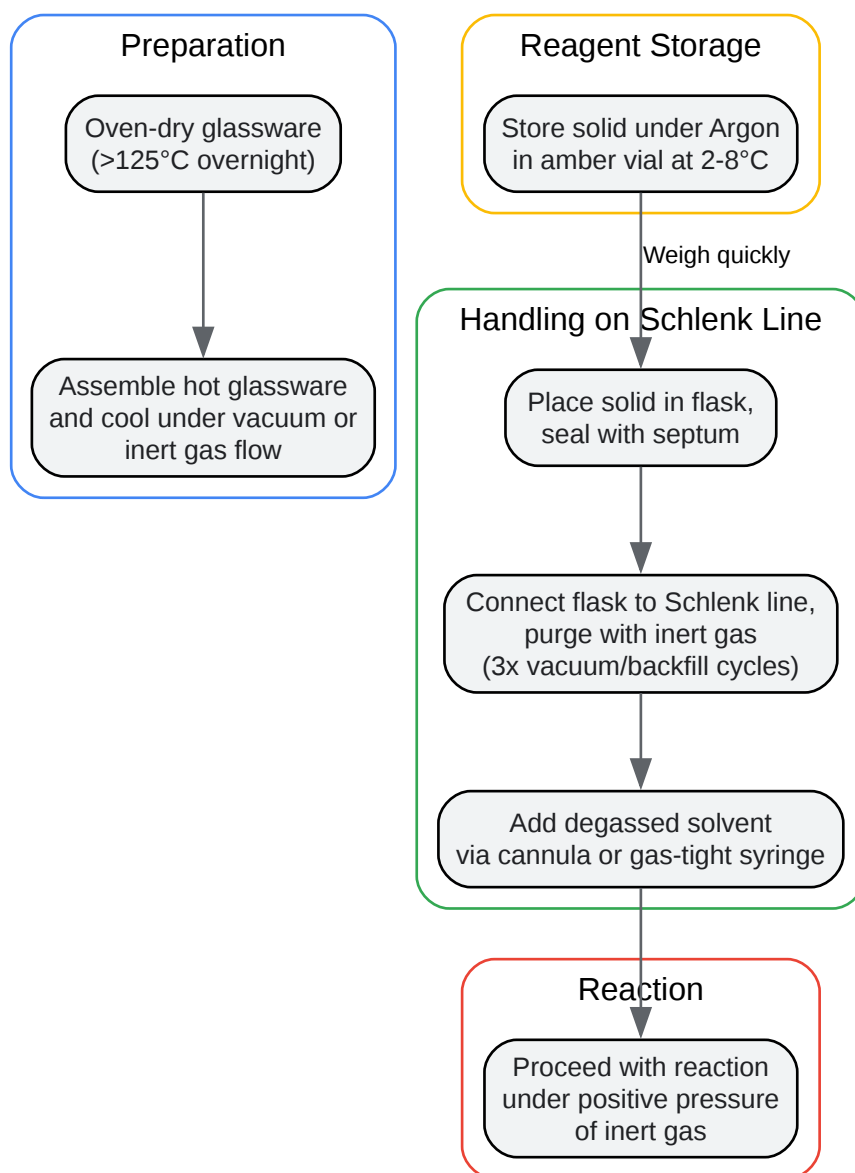 Preparation
Oven-dry glassware
(>125°C overnight)
Assemble hot glassware
and cool under vacuum or
inert gas flow
Reagent Storage
Store solid under Argon
in amber vial at 2-8°C
Weigh quickly
Handling on Schlenk Line
Place solid in flask,
seal with septum
Connect flask to Schlenk line,
purge with inert gas
(3x vacuum/backfill cycles)
Add degassed solvent
via cannula or gas-tight syringe
Reaction
Proceed with reaction
under positive pressure
of inert gas